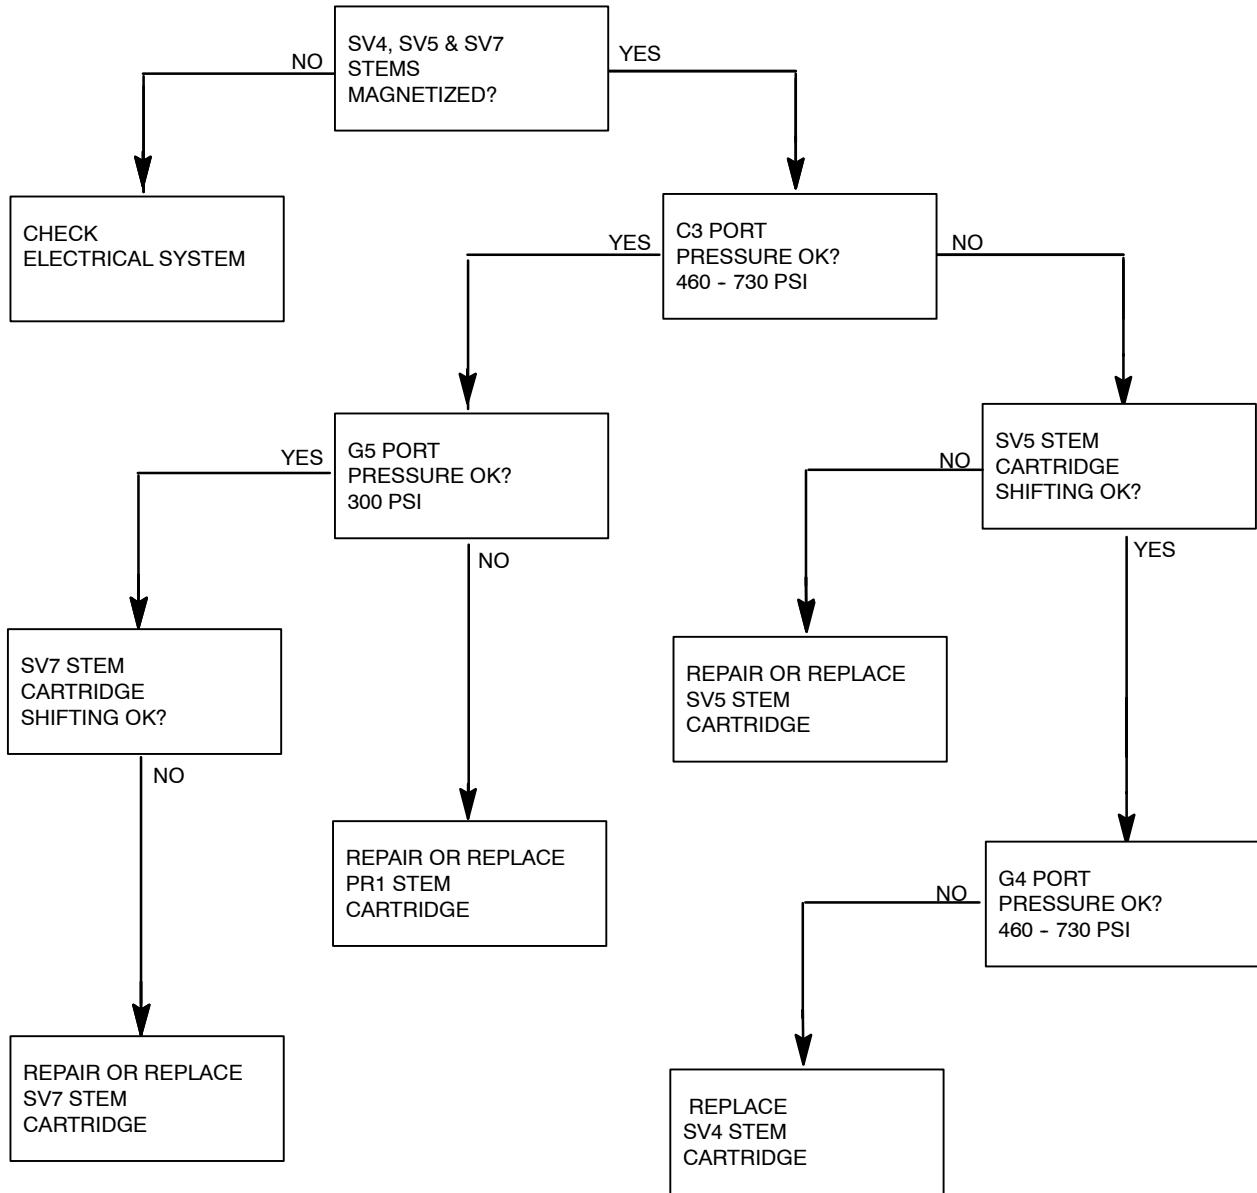 SV4, SV5 & SV7
STEMS
MAGNETIZED?
NO
YES
CHECK
ELECTRICAL SYSTEM
C3 PORT
PRESSURE OK?
460 - 730 PSI
YES
NO
G5 PORT
PRESSURE OK?
300 PSI
YES
NO
SV5 STEM
CARTRIDGE
SHIFTING OK?
NO
YES
SV7 STEM
CARTRIDGE
SHIFTING OK?
NO
REPAIR OR REPLACE
SV5 STEM
CARTRIDGE
REPAIR OR REPLACE
PR1 STEM
CARTRIDGE
G4 PORT
PRESSURE OK?
460 - 730 PSI
NO
REPAIR OR REPLACE
SV7 STEM
CARTRIDGE
REPLACE
SV4 STEM
CARTRIDGE